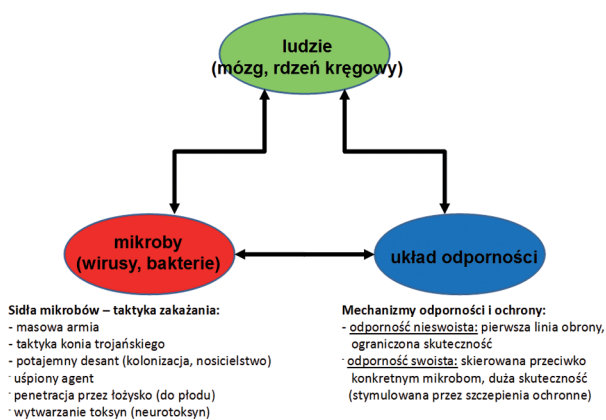 ludzie
(mózg, rdzeń kręgowy)
mikroby
(wirusy, bakterie)
układ odporności
Sidła mikrobów – taktyka zakażania:
- masowa armia
- taktyka konia trojańskiego
- potajemny desant (kolonizacja, nosicielstwo)
- uśpiony agent
- penetracja przez łożysko (do płodu)
- wytwarzanie toksyn (neurotoksyn)
Mechanizmy odporności i ochrony:
- odporność nieswoista: pierwsza linia obrony,
ograniczona skuteczność
- odporność swoista: skierowana przeciwko
konkretnym mikrobom, duża skuteczność
(stymulowana przez szczepienia ochronne)